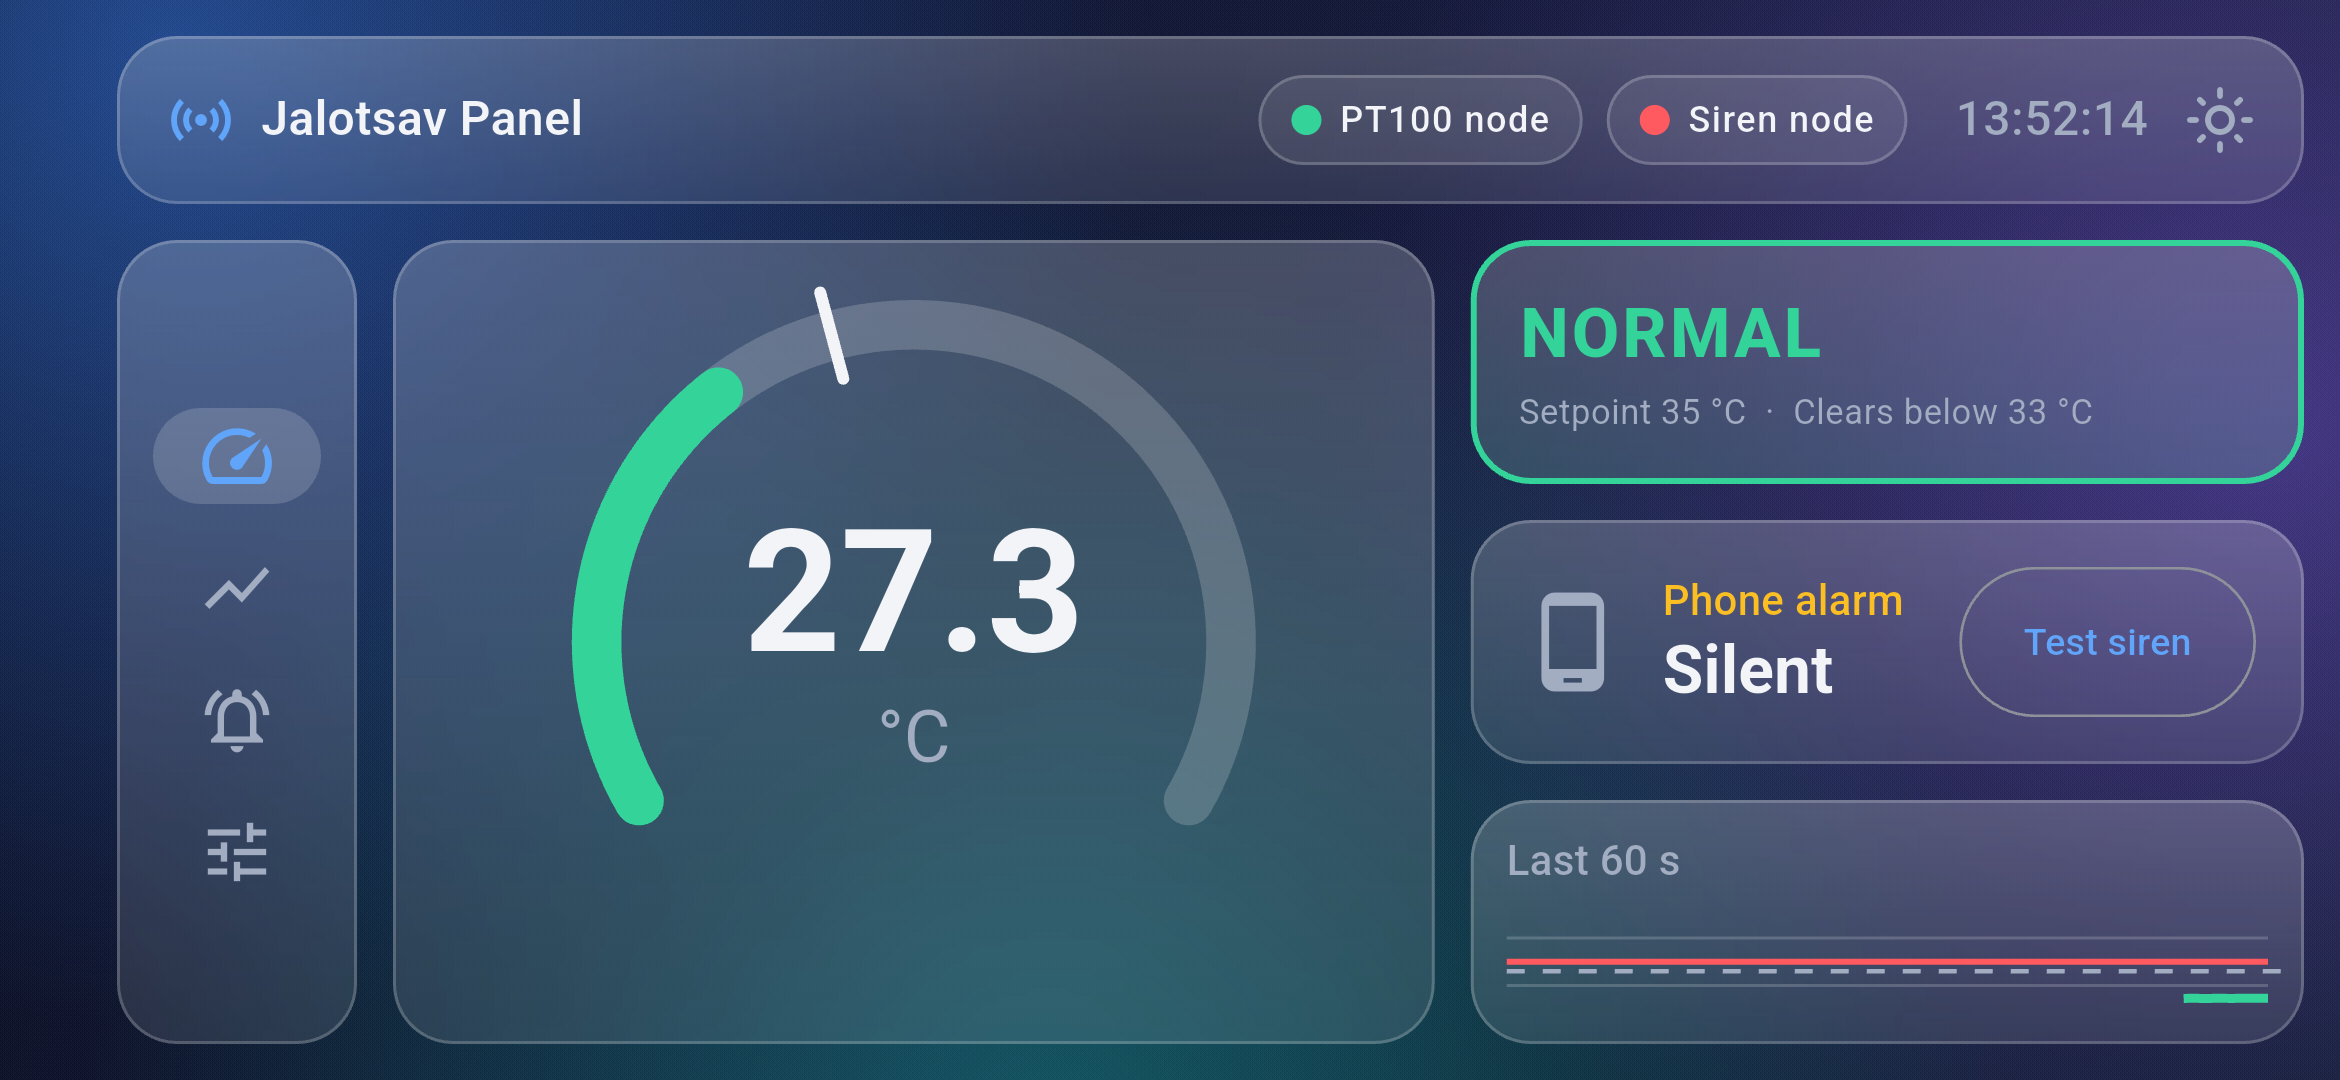 Jalotsav Panel
PT100 node
Siren node
13:52:14
27.3
°C
NORMAL
Setpoint 35 °C · Clears below 33 °C
Phone alarm
Silent
Test siren
Last 60 s